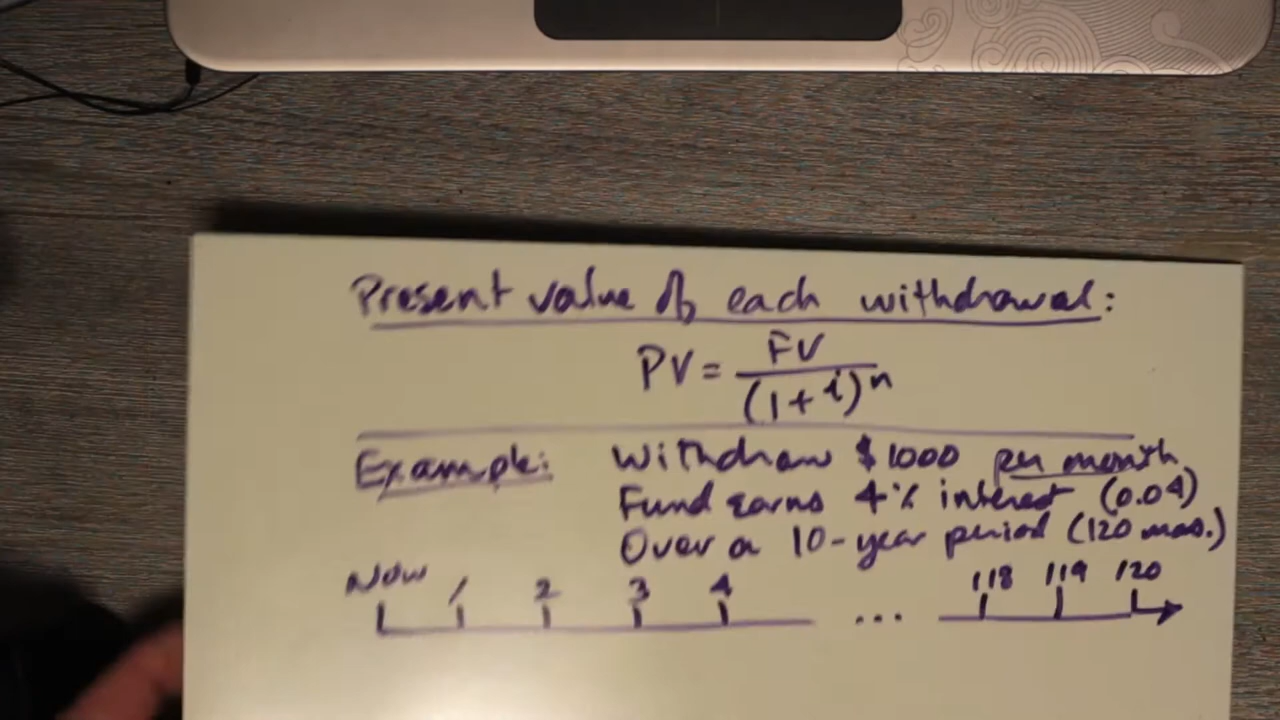 Present value of each withdrawal:
PV = FV / (1 + i)^n
Example: Withdraw $1000 per month
Fund earns 4% interest (0.04)
Over a 10-year period (120 mos.)
Now 1 2 3 4 ... 118 119 120